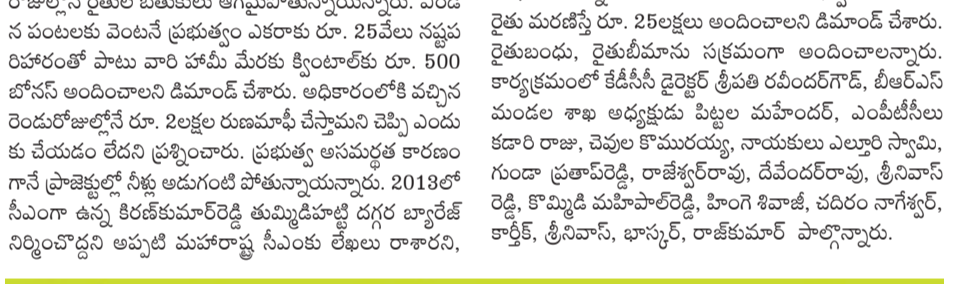 రోజుల్లోనే రైతుల బతుకులు ఆగమైపోతున్నాయన్నారు. ఎండి
న పంటలకు వెంటనే ప్రభుత్వం ఎకరాకు రూ. 25వేలు నష్టప
రిహారంతో పాటు వారి హామీ మేరకు క్వింటాల్‌కు రూ. 500
బోనస్ అందించాలని డిమాండ్ చేశారు. అధికారంలోకి వచ్చిన
రెండురోజుల్లోనే రూ. 2లక్షల రుణమాఫీ చేస్తామని చెప్పి ఎందు
కు చేయడం లేదని ప్రశ్నించారు. ప్రభుత్వ అసమర్థత కారణం
గానే ప్రాజెక్టుల్లో నీళ్లు అడుగంటి పోతున్నాయన్నారు. 2013లో
సీఎంగా ఉన్న కిరణ్‌కుమార్‌రెడ్డి తుమ్మిడిహట్టి దగ్గర బ్యారేజ్
నిర్మించొద్దని అప్పటి మహారాష్ట్ర సీఎంకు లేఖలు రాశారని,
రైతు మరణిస్తే రూ. 25లక్షలు అందించాలని డిమాండ్ చేశారు.
రైతుబంధు, రైతుబీమాను సక్రమంగా అందించాలన్నారు.
కార్యక్రమంలో కేడీసీసీ డైరెక్టర్ శ్రీపతి రవీందర్‌గౌడ్, బీఆర్ఎస్
మండల శాఖ అధ్యక్షుడు పిట్టల మహేందర్, ఎంపీటీసీలు
కడారి రాజు, చెవుల కొమురయ్య, నాయకులు ఎల్తూరి స్వామి,
గుండా ప్రతాప్‌రెడ్డి, రాజేశ్వర్‌రావు, దేవేందర్‌రావు, శ్రీనివాస్
రెడ్డి, కొమ్మిడి మహిపాల్‌రెడ్డి, హింగె శివాజీ, చదిరం నాగేశ్వర్,
కార్తీక్, శ్రీనివాస్, భాస్కర్, రాజ్‌కుమార్ పాల్గొన్నారు.